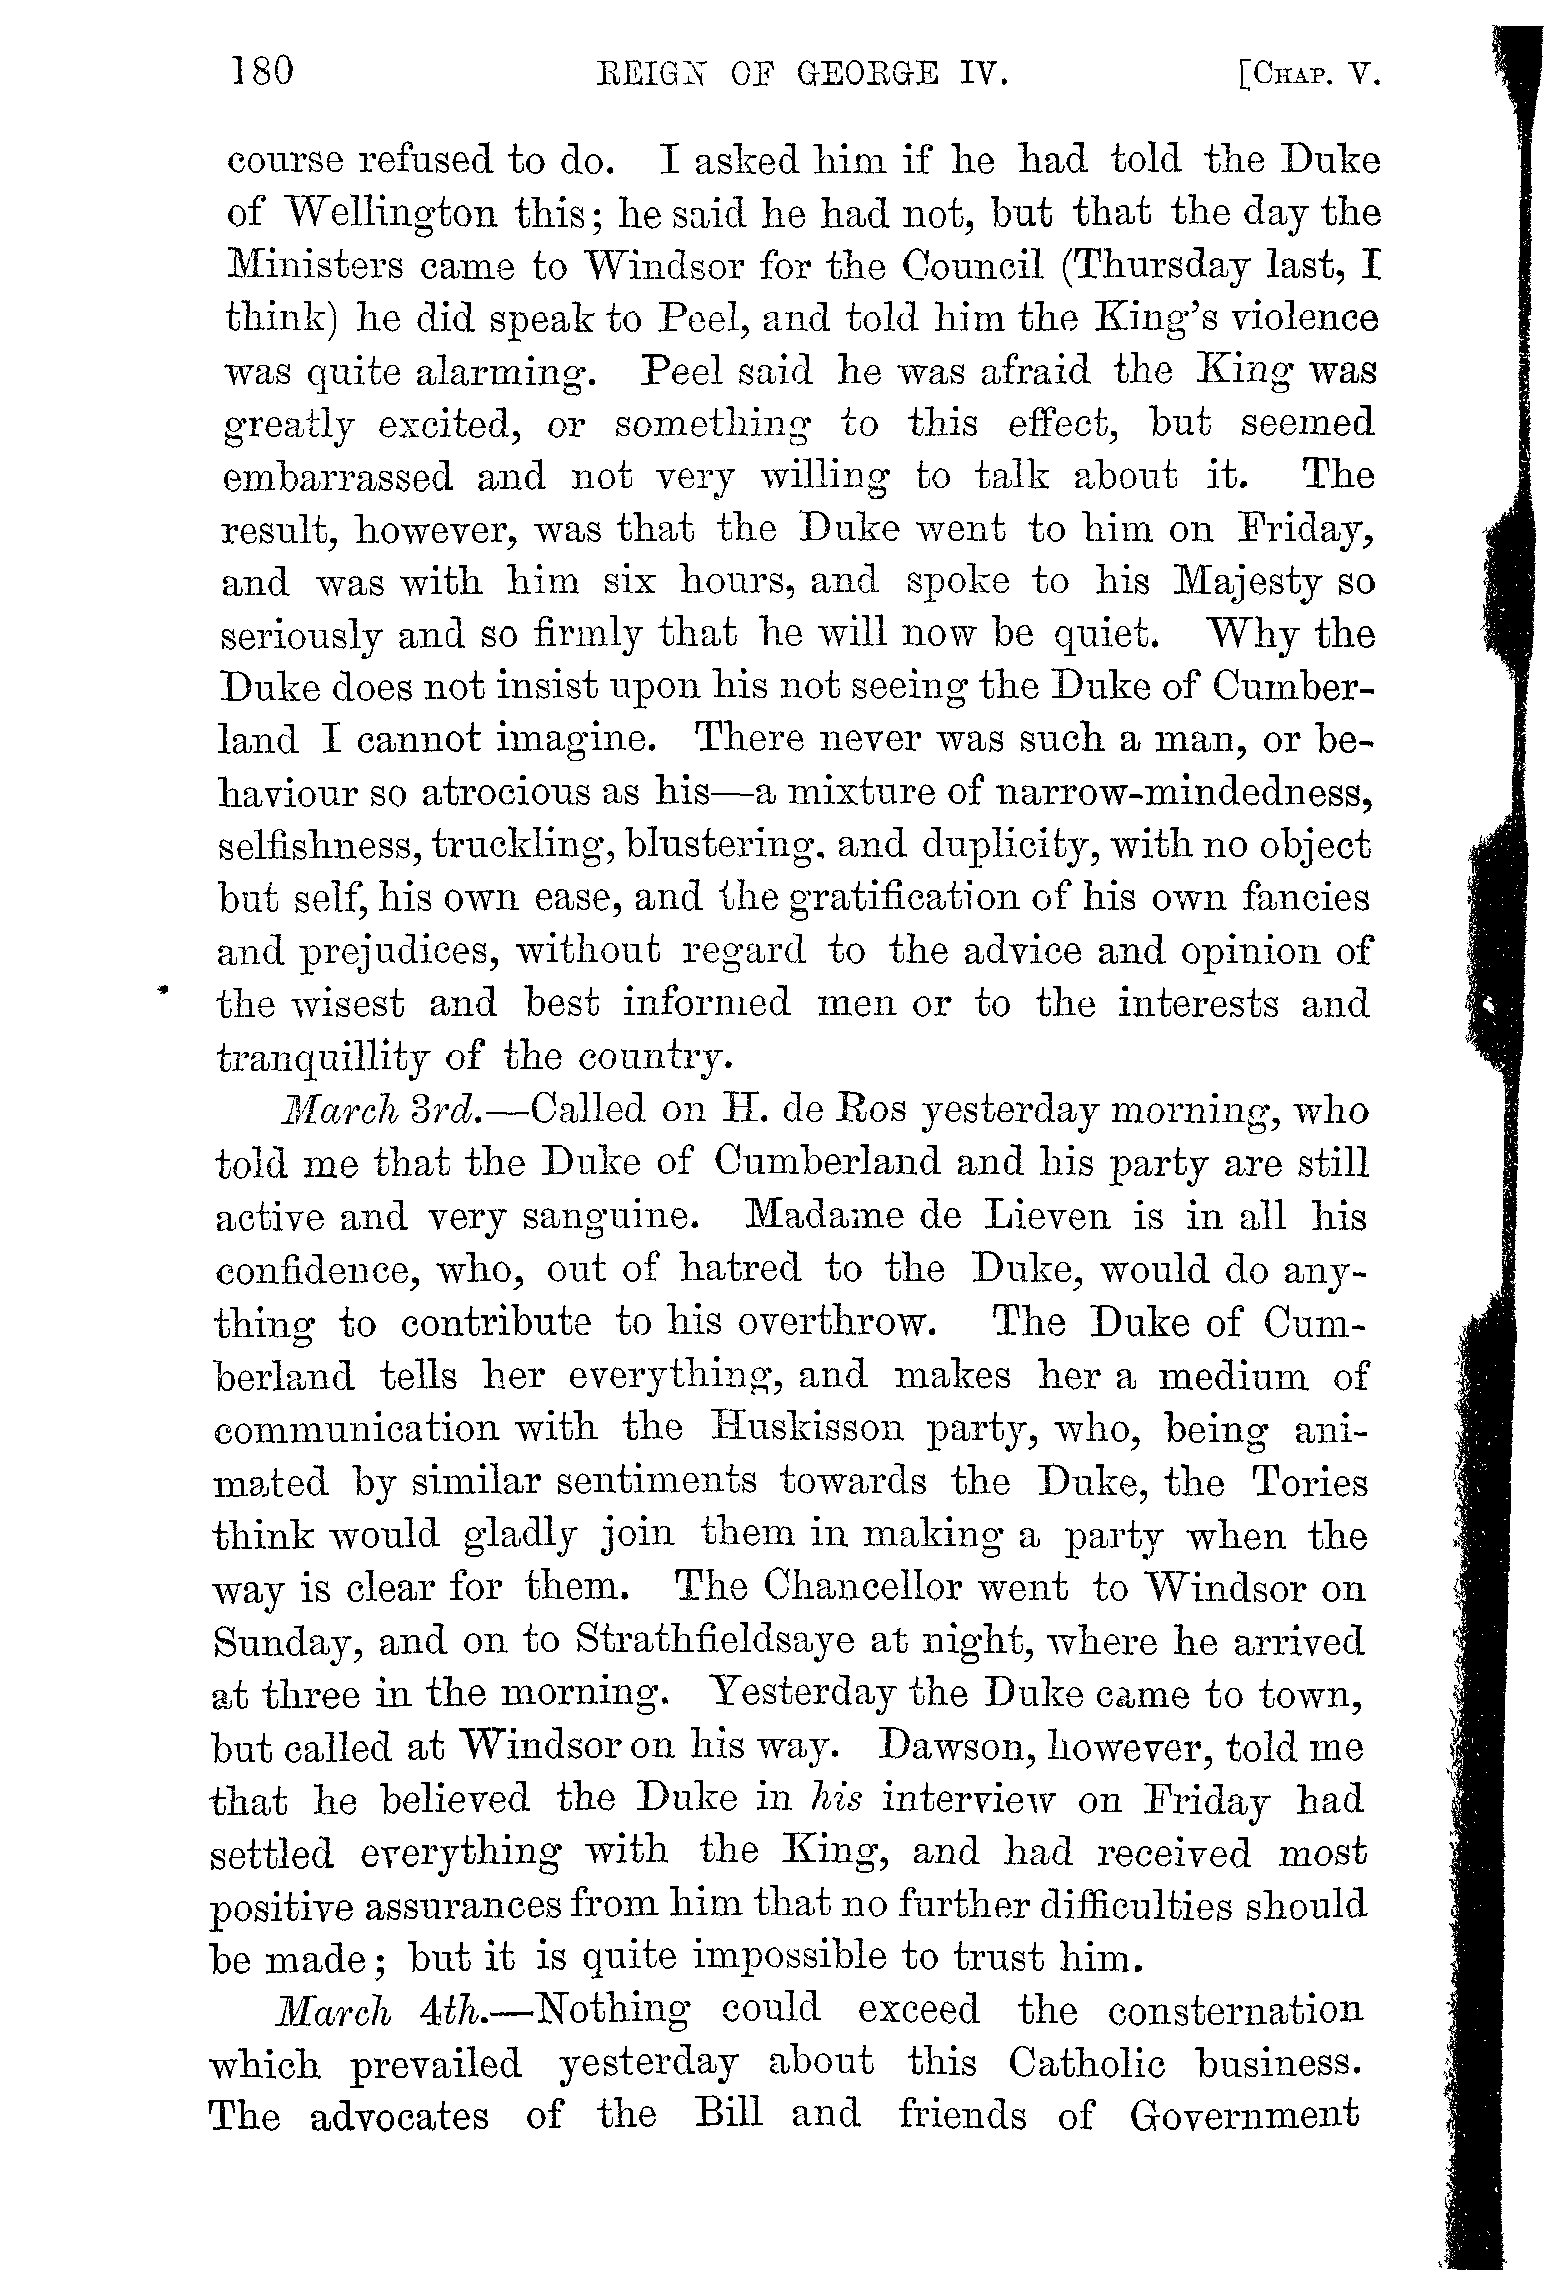 180 REIGN OF GEORGE IV. [CHAP. V.
course refused to do. I asked him if he had told the Duke
of Wellington this; he said he had not, but that the day the
Ministers came to Windsor for the Council (Thursday last, I
think) he did speak to Peel, and told him the King's violence
was quite alarming. Peel said he was afraid the King was
greatly excited, or something to this effect, but seemed
embarrassed and not very willing to talk about it. The
result, however, was that the Duke went to him on Friday,
and was with him six hours, and spoke to his Majesty so
seriously and so firmly that he will now be quiet. Why the
Duke does not insist upon his not seeing the Duke of Cumber-
land I cannot imagine. There never was such a man, or be-
haviour so atrocious as his—a mixture of narrow-mindedness,
selfishness, truckling, blustering, and duplicity, with no object
but self, his own ease, and the gratification of his own fancies
and prejudices, without regard to the advice and opinion of
the wisest and best informed men or to the interests and
tranquillity of the country.
March 3rd.—Called on H. de Ros yesterday morning, who
told me that the Duke of Cumberland and his party are still
active and very sanguine. Madame de Lieven is in all his
confidence, who, out of hatred to the Duke, would do any-
thing to contribute to his overthrow. The Duke of Cum-
berland tells her everything, and makes her a medium of
communication with the Huskisson party, who, being ani-
mated by similar sentiments towards the Duke, the Tories
think would gladly join them in making a party when the
way is clear for them. The Chancellor went to Windsor on
Sunday, and on to Strathfieldsaye at night, where he arrived
at three in the morning. Yesterday the Duke came to town,
but called at Windsor on his way. Dawson, however, told me
that he believed the Duke in his interview on Friday had
settled everything with the King, and had received most
positive assurances from him that no further difficulties should
be made; but it is quite impossible to trust him.
March 4th.—Nothing could exceed the consternation
which prevailed yesterday about this Catholic business.
The advocates of the Bill and friends of Government